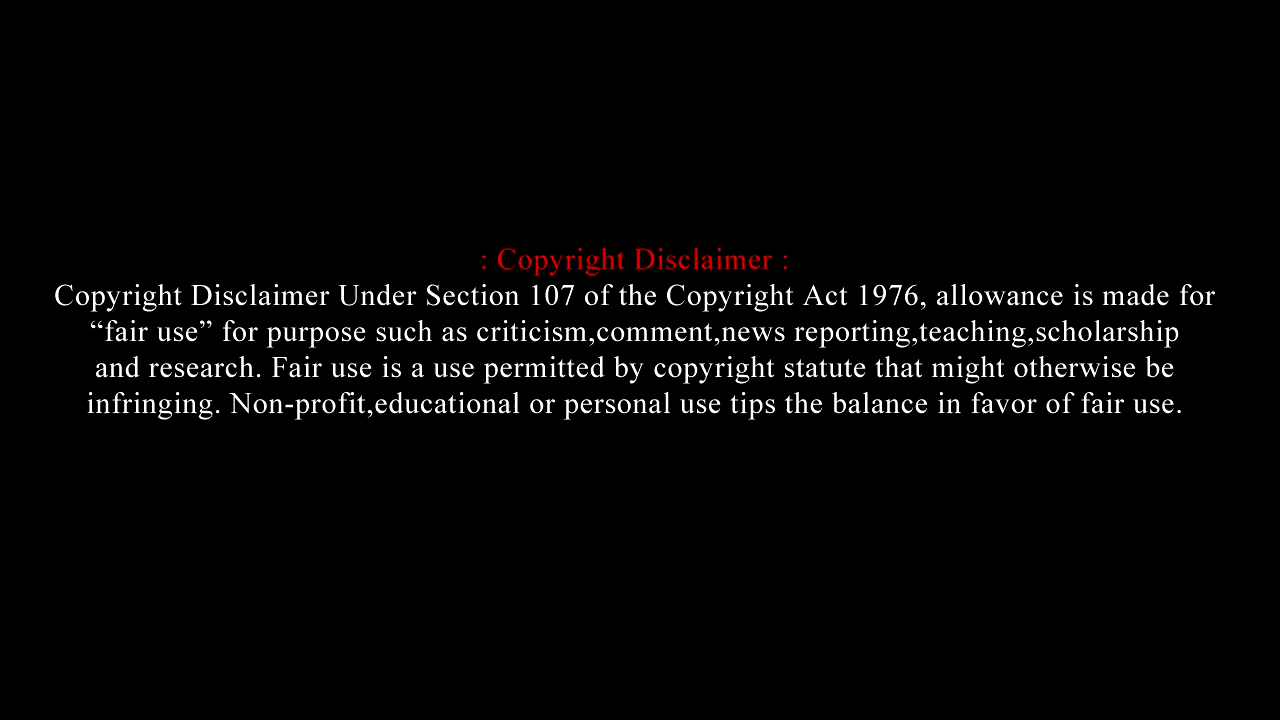 : Copyright Disclaimer :
Copyright Disclaimer Under Section 107 of the Copyright Act 1976, allowance is made for
“fair use” for purpose such as criticism,comment,news reporting,teaching,scholarship
and research. Fair use is a use permitted by copyright statute that might otherwise be
infringing. Non-profit,educational or personal use tips the balance in favor of fair use.